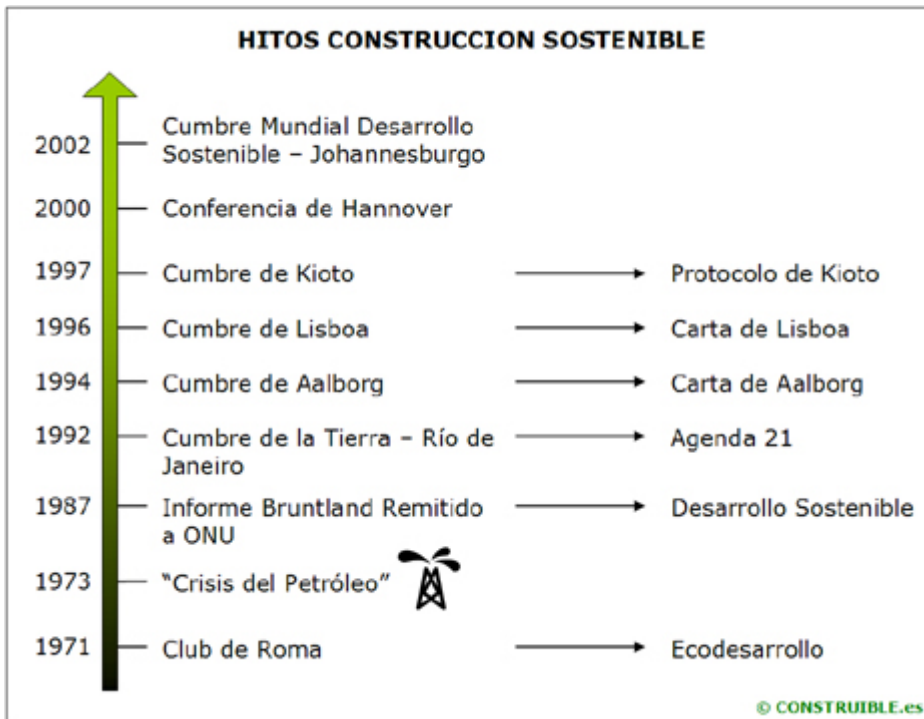 HITOS CONSTRUCCION SOSTENIBLE
2002 Cumbre Mundial Desarrollo
Sostenible – Johannesburgo
2000 Conferencia de Hannover
1997 Cumbre de Kioto Protocolo de Kioto
1996 Cumbre de Lisboa Carta de Lisboa
1994 Cumbre de Aalborg Carta de Aalborg
1992 Cumbre de la Tierra – Río de Agenda 21
Janeiro
1987 Informe Bruntland Remitido Desarrollo Sostenible
a ONU
1973 “Crisis del Petróleo”
1971 Club de Roma Ecodesarrollo
© CONSTRUIBLE.es